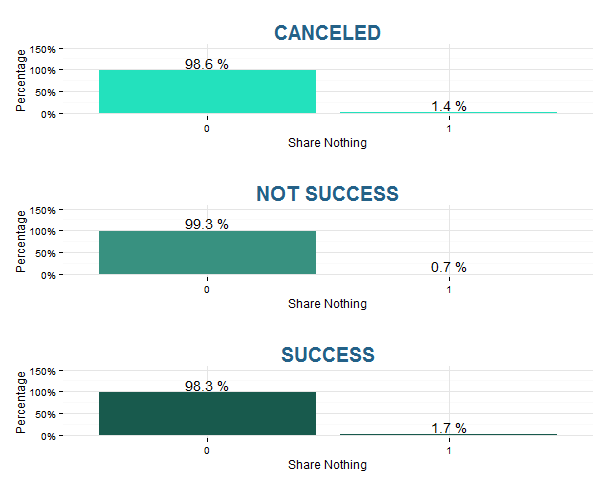 CANCELED
150%
100%
50%
0%
Percentage
98.6 %
1.4 %
0
1
Share Nothing
NOT SUCCESS
150%
100%
50%
0%
Percentage
99.3 %
0.7 %
0
1
Share Nothing
SUCCESS
150%
100%
50%
0%
Percentage
98.3 %
1.7 %
0
1
Share Nothing